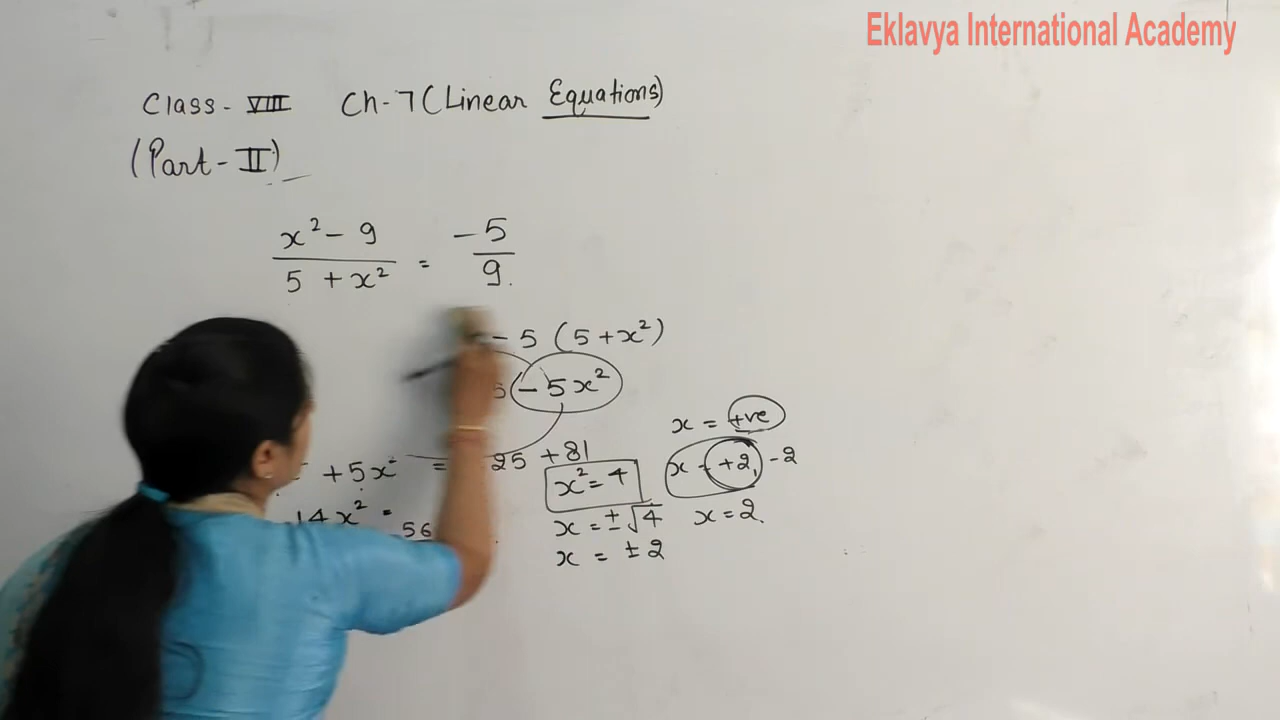 Eklavya International Academy
Class - VIII Ch - 7 (Linear Equations)
(Part - II)
x² - 9 / 5 + x² = -5 / 9
- 5 (5 + x²)
- 5x²
+ 5x² = 25 + 81
14x² =
56
x² = 4
x = ± √4
x = ± 2
x = +ve
x - +2, -2
x = 2.